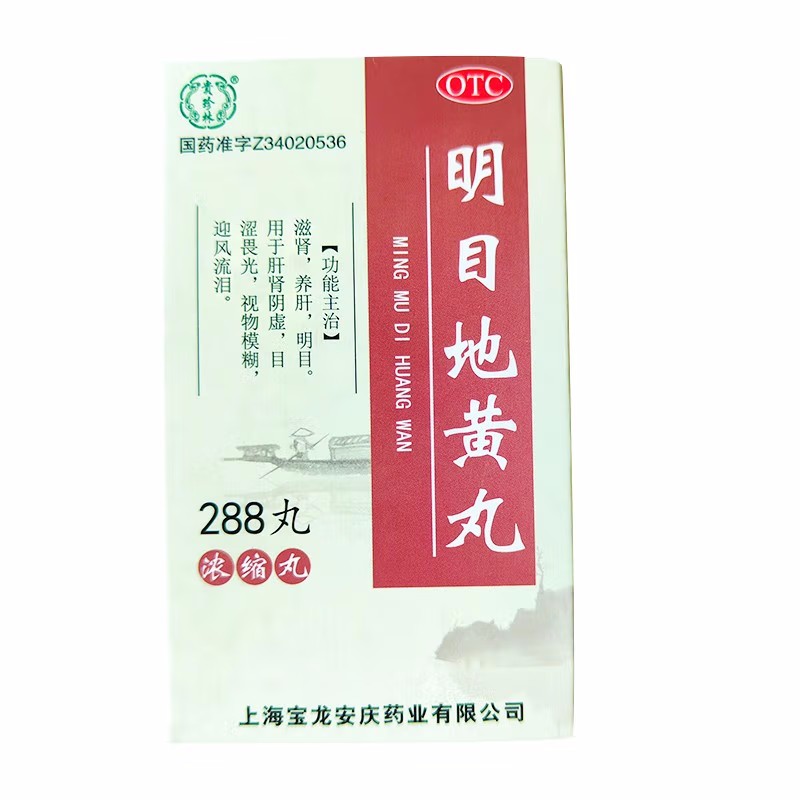 贵珍林®
国药准字Z34020536
OTC
明目地黄丸
MING MU DI HUANG WAN
【功能主治】
滋肾，养肝，明目。
用于肝肾阴虚，目
涩畏光，视物模糊，
迎风流泪。
288丸
浓缩丸
上海宝龙安庆药业有限公司